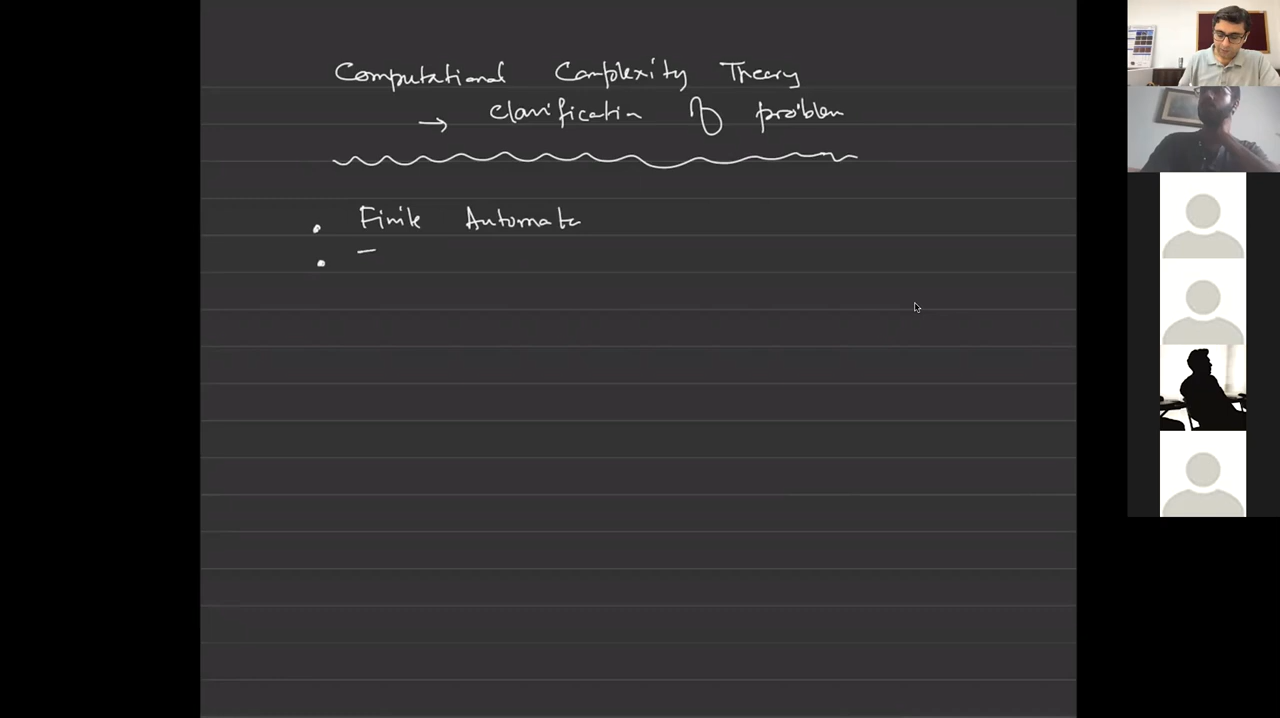 Computational Complexity Theory
→ classification of problem
• Finite Automata
•